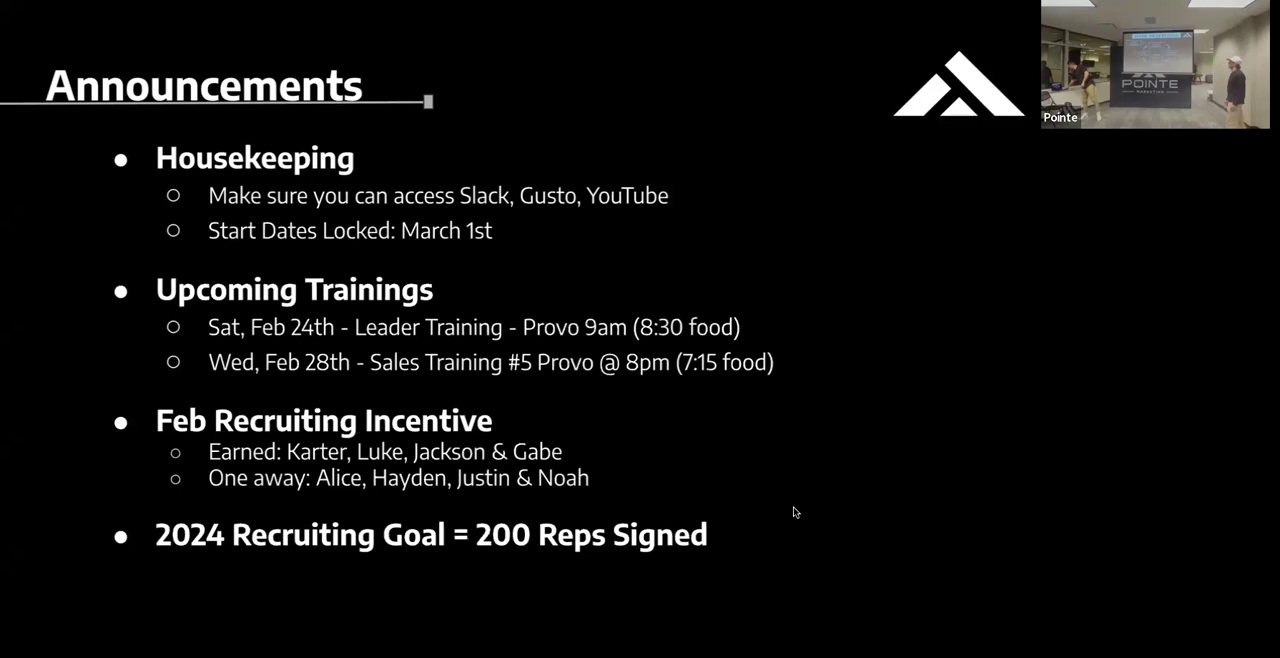 Announcements
Housekeeping
Make sure you can access Slack, Gusto, YouTube
Start Dates Locked: March 1st
Upcoming Trainings
Sat, Feb 24th - Leader Training - Provo 9am (8:30 food)
Wed, Feb 28th - Sales Training #5 Provo @ 8pm (7:15 food)
Feb Recruiting Incentive
Earned: Karter, Luke, Jackson & Gabe
One away: Alice, Hayden, Justin & Noah
2024 Recruiting Goal = 200 Reps Signed
POINTE
MARKETING
Pointe